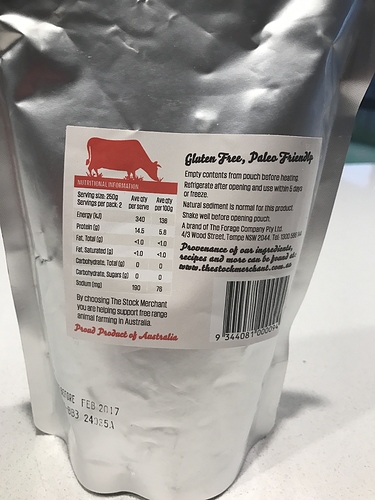 NUTRITIONAL INFORMATION
Serving size: 250g
Servings per pack: 2
Ave qty per serve
Ave qty per 100g
Energy (kJ) 340 136
Protein (g) 14.5 5.8
Fat, Total (g) <1.0 <1.0
Fat, Saturated (g) <1.0 <1.0
Carbohydrate, Total (g) 0 0
Carbohydrate, Sugars (g) 0 0
Sodium (mg) 190 76
By choosing The Stock Merchant
you are helping support free range
animal farming in Australia.
Proud Product of Australia
Gluten Free, Paleo Friendly
Empty contents from pouch before heating.
Refrigerate after opening and use within 5 days
or freeze.
Natural sediment is normal for this product.
Shake well before opening pouch.
A brand of The Forage Company Pty Ltd.
4/3 Wood Street, Tempe NSW 2044. Tel: 1300
Provenance of our ingredients,
recipes and more can be found at:
www.thestockmerchant.com.au
9 344081 0000
BEFORE FEB 2017